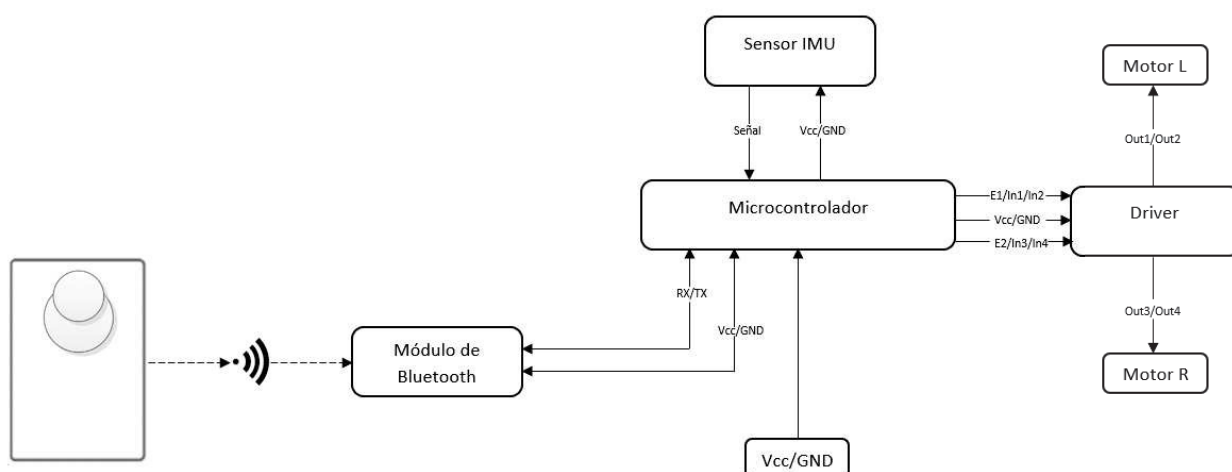 Sensor IMU
Motor L
Señal
Vcc/GND
Out1/Out2
Microcontrolador
E1/In1/In2
Vcc/GND
E2/In3/In4
Driver
RX/TX
Vcc/GND
Out3/Out4
Módulo de
Bluetooth
Motor R
Vcc/GND